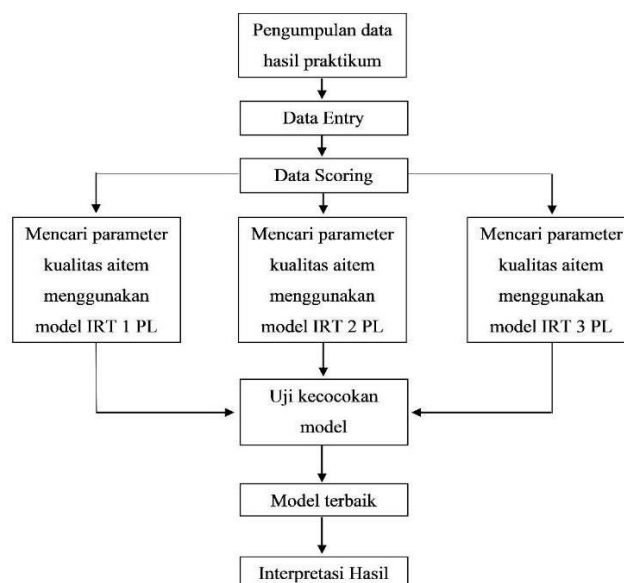 Pengumpulan data
hasil praktikum
Data Entry
Data Scoring
Mencari parameter
kualitas aitem
menggunakan
model IRT 1 PL
Mencari parameter
kualitas aitem
menggunakan
model IRT 2 PL
Mencari parameter
kualitas aitem
menggunakan
model IRT 3 PL
Uji kecocokan
model
Model terbaik
Interpretasi Hasil